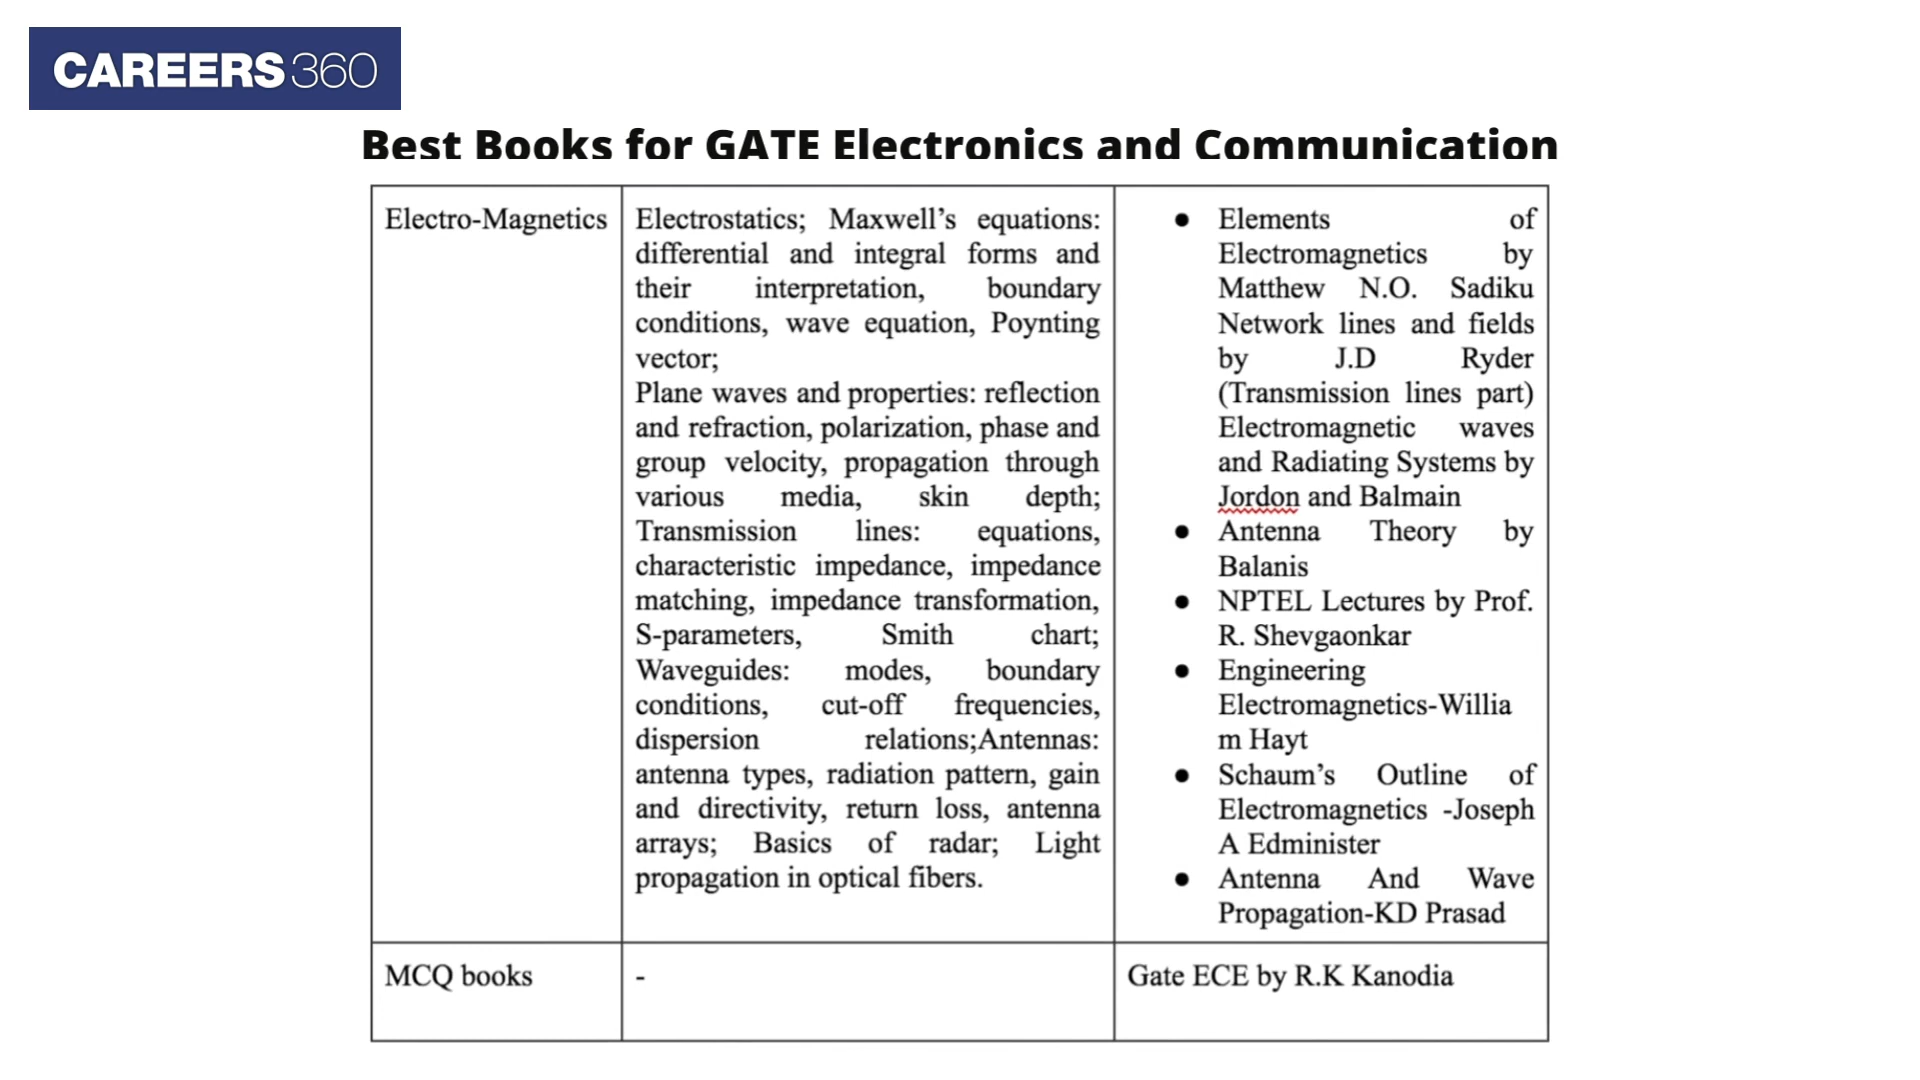 CAREERS360
Best Books for GATE Electronics and Communication
Electro-Magnetics
Electrostatics; Maxwell’s equations:
differential and integral forms and
their interpretation, boundary
conditions, wave equation, Poynting
vector;
Plane waves and properties: reflection
and refraction, polarization, phase and
group velocity, propagation through
various media, skin depth;
Transmission lines: equations,
characteristic impedance, impedance
matching, impedance transformation,
S-parameters, Smith chart;
Waveguides: modes, boundary
conditions, cut-off frequencies,
dispersion relations;Antennas:
antenna types, radiation pattern, gain
and directivity, return loss, antenna
arrays; Basics of radar; Light
propagation in optical fibers.
● Elements of
Electromagnetics by
Matthew N.O. Sadiku
Network lines and fields
by J.D Ryder
(Transmission lines part)
Electromagnetic waves
and Radiating Systems by
Jordon and Balmain
● Antenna Theory by
Balanis
● NPTEL Lectures by Prof.
R. Shevgaonkar
● Engineering
Electromagnetics-Willia
m Hayt
● Schaum’s Outline of
Electromagnetics -Joseph
A Edminister
● Antenna And Wave
Propagation-KD Prasad
MCQ books
-
Gate ECE by R.K Kanodia